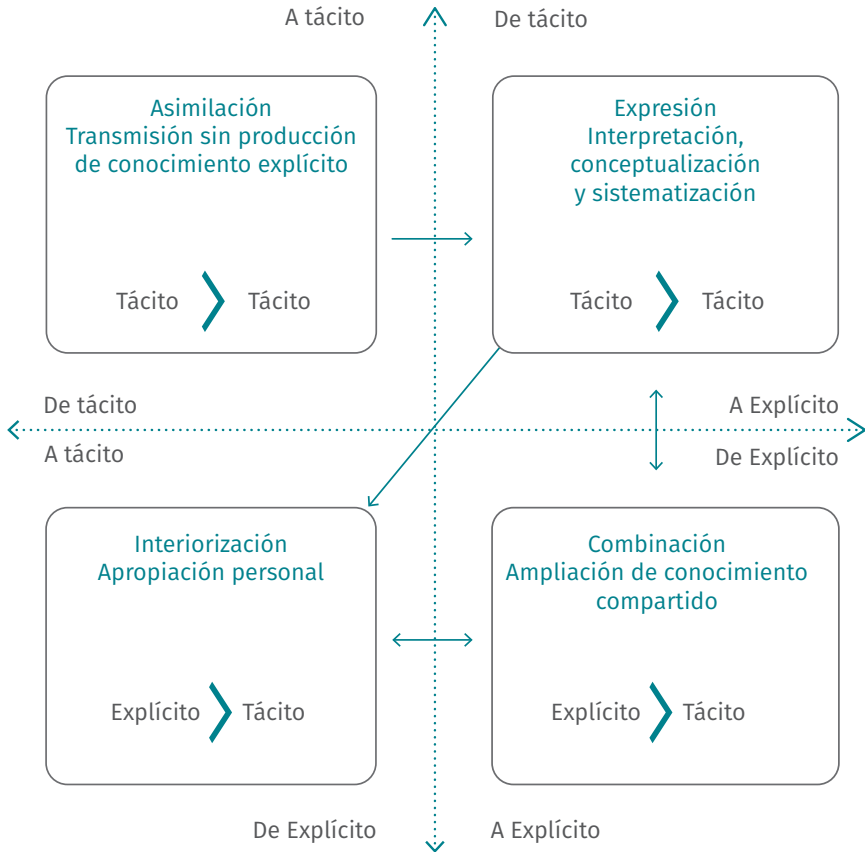 A tácito
De tácito
Asimilación
Transmisión sin producción
de conocimiento explícito
Tácito
Tácito
Expresión
Interpretación,
conceptualización
y sistematización
Tácito
Tácito
De tácito
A Explícito
A tácito
De Explícito
Interiorización
Apropiación personal
Explícito
Tácito
Combinación
Ampliación de conocimiento
compartido
Explícito
Tácito
De Explícito
A Explícito